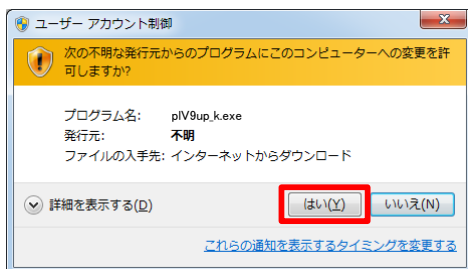 ユーザー アカウント制御
次の不明な発行元からのプログラムにこのコンピューターへの変更を許
可しますか?
プログラム名: plV9up_k.exe
発行元: 不明
ファイルの入手先: インターネットからダウンロード
詳細を表示する(D) はい(Y) いいえ(N)
これらの通知を表示するタイミングを変更する